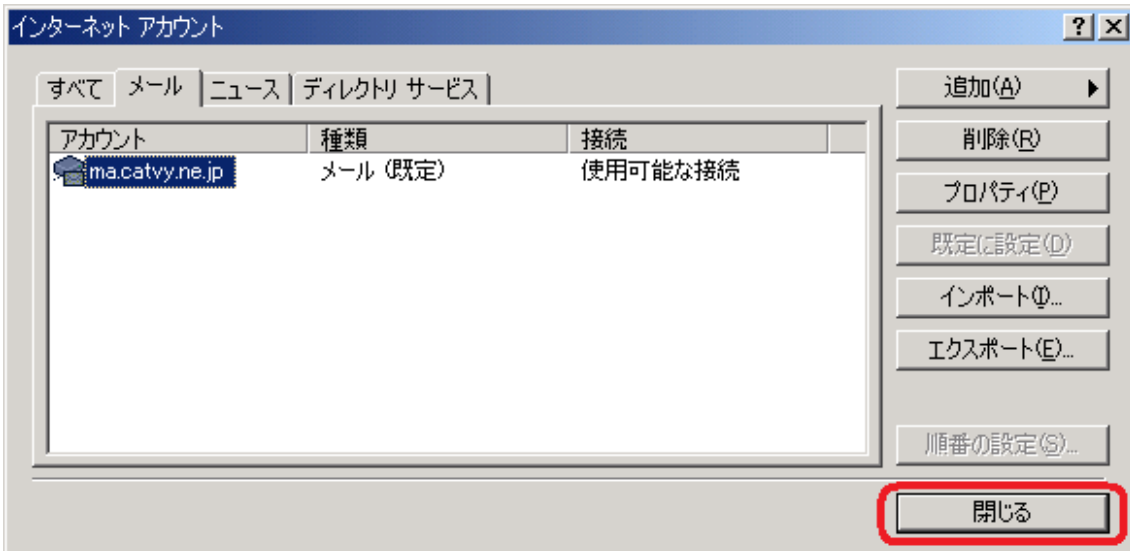 インターネット アカウント
すべて メール ニュース ディレクトリ サービス
追加(A)
アカウント 種類 接続
削除(R)
ma.catvy.ne.jp メール (既定) 使用可能な接続
プロパティ(P)
既定に設定(D)
インポート(I)...
エクスポート(E)...
順番の設定(S)...
閉じる